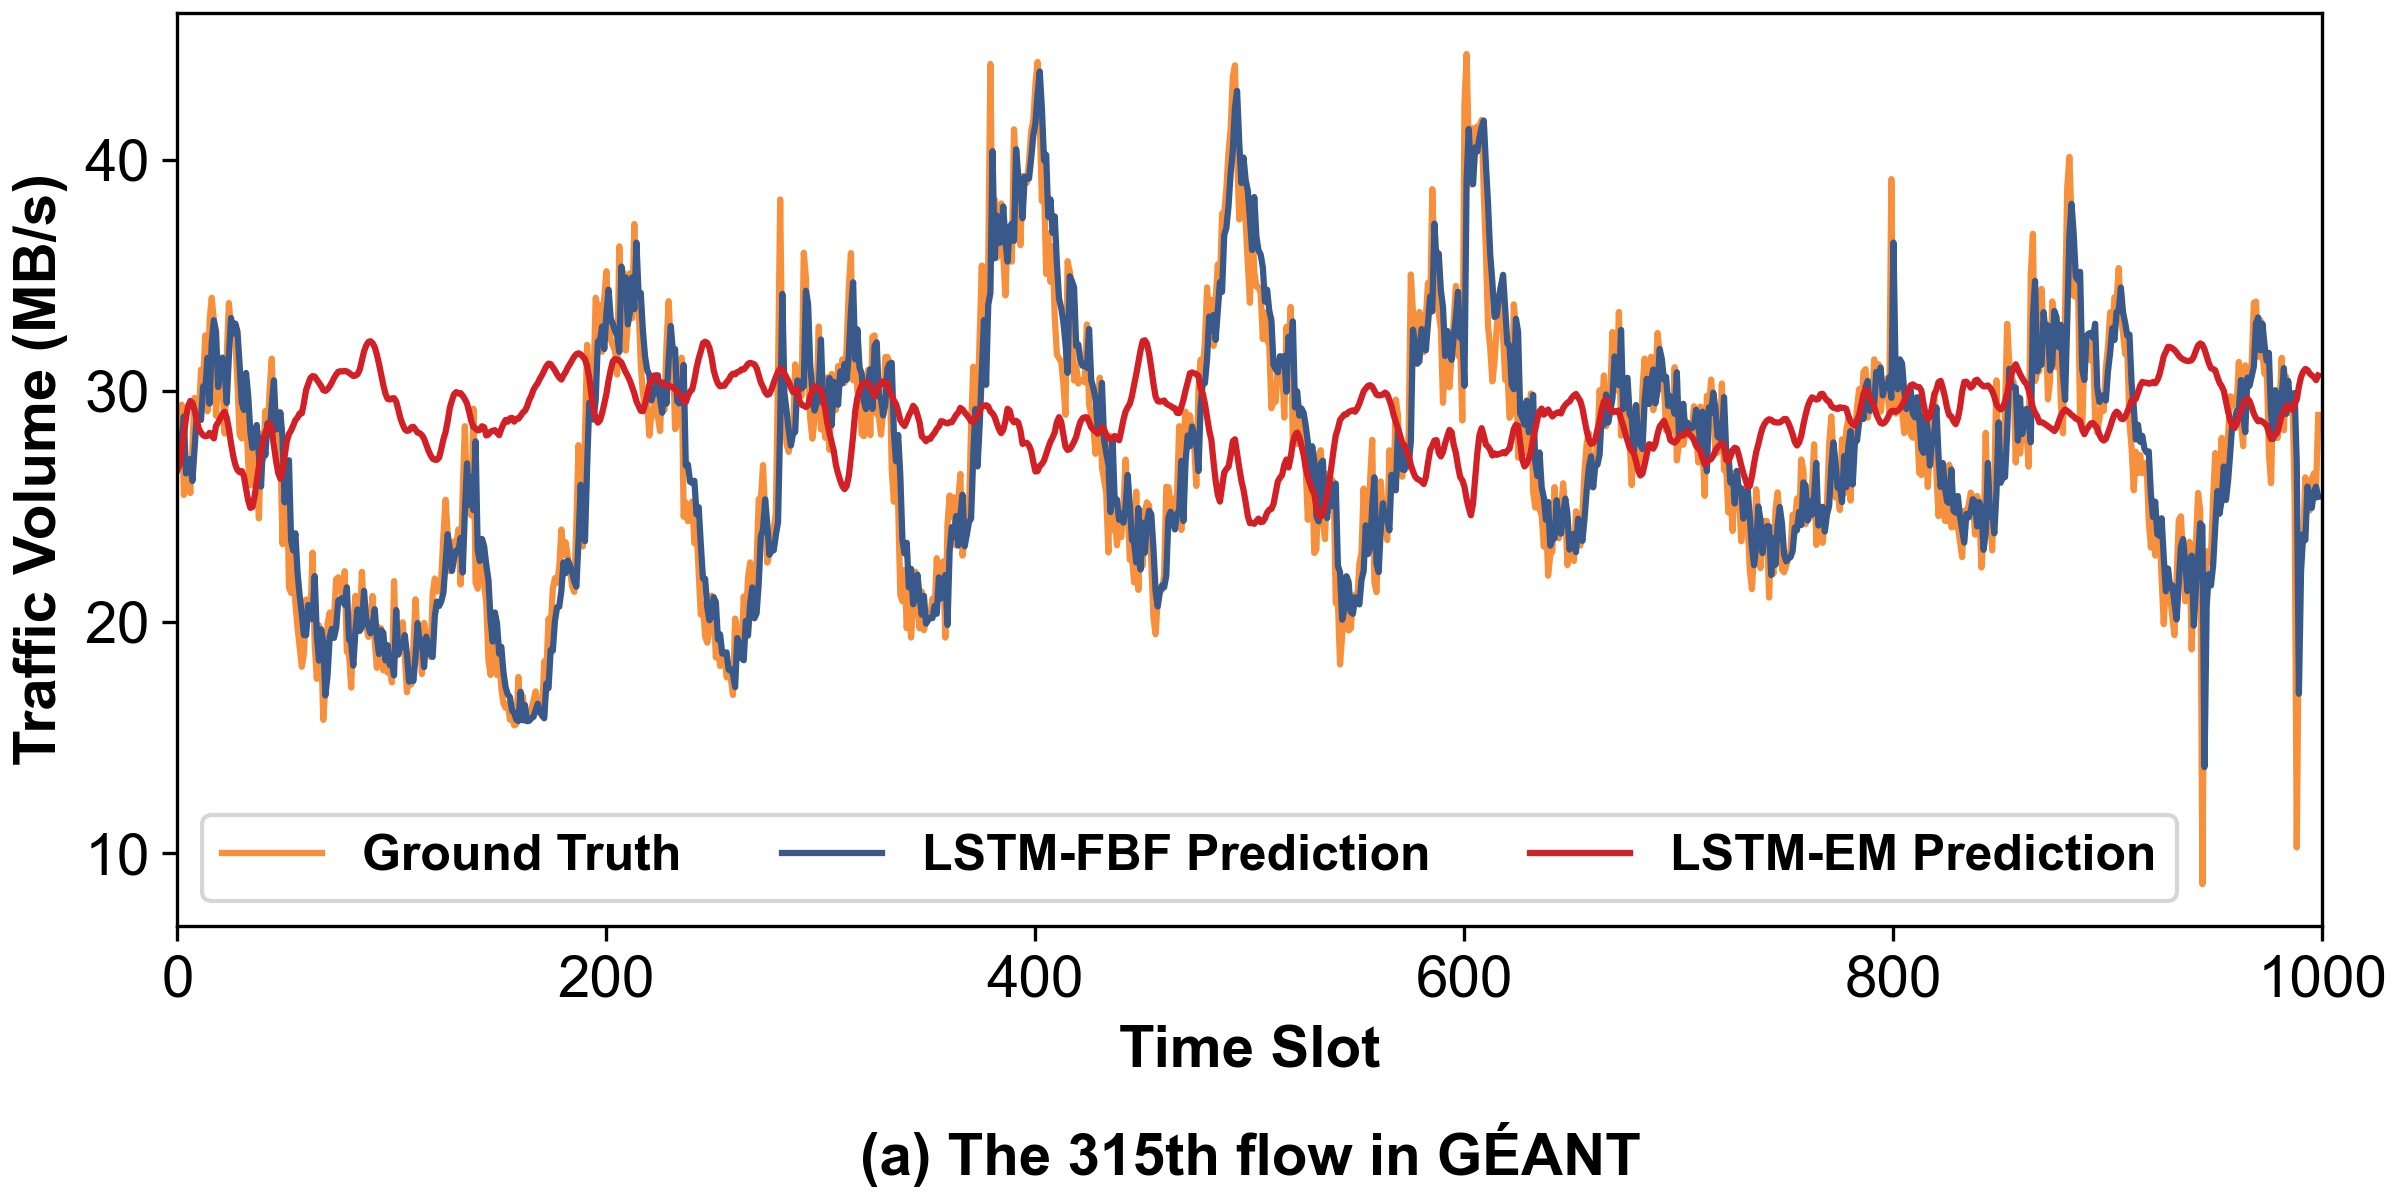 Traffic Volume (MB/s)
40
30
20
10
Ground Truth LSTM-FBF Prediction LSTM-EM Prediction
0 200 400 600 800 1000
Time Slot
(a) The 315th flow in GÉANT